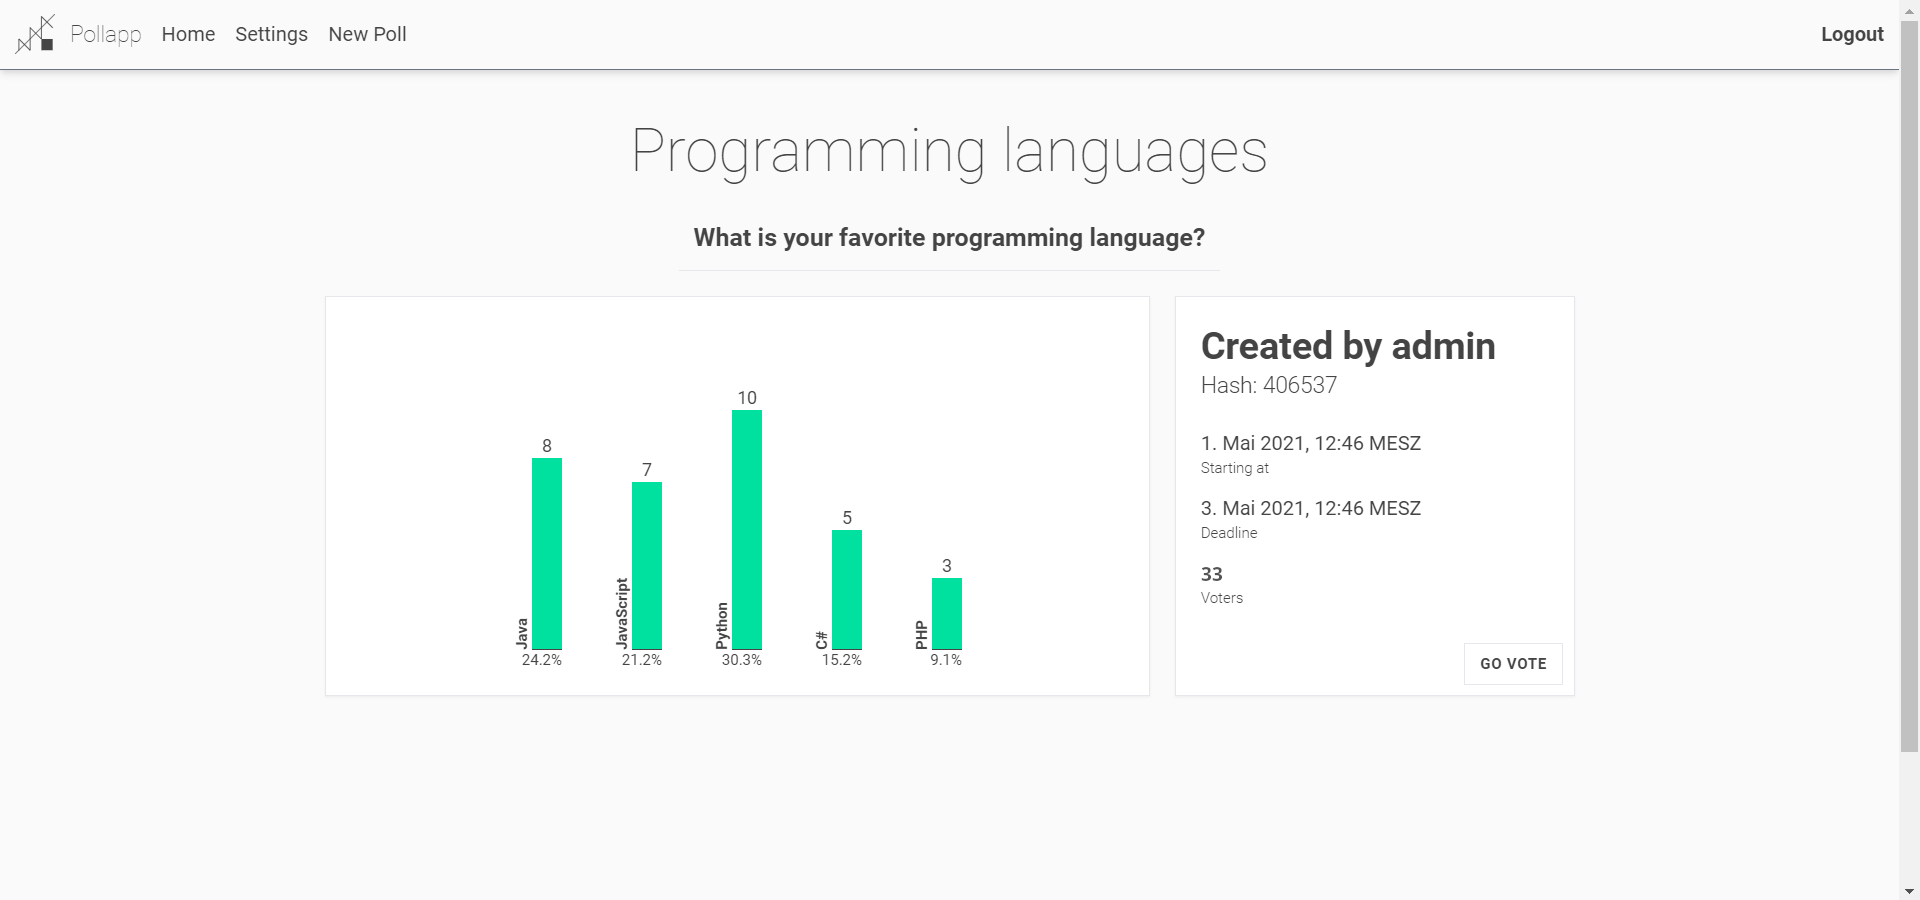 Pollapp Home Settings New Poll Logout
Programming languages
What is your favorite programming language?
8
7
10
5
3
Java
JavaScript
Python
C#
PHP
24.2%
21.2%
30.3%
15.2%
9.1%
Created by admin
Hash: 406537
1. Mai 2021, 12:46 MESZ
Starting at
3. Mai 2021, 12:46 MESZ
Deadline
33
Voters
GO VOTE